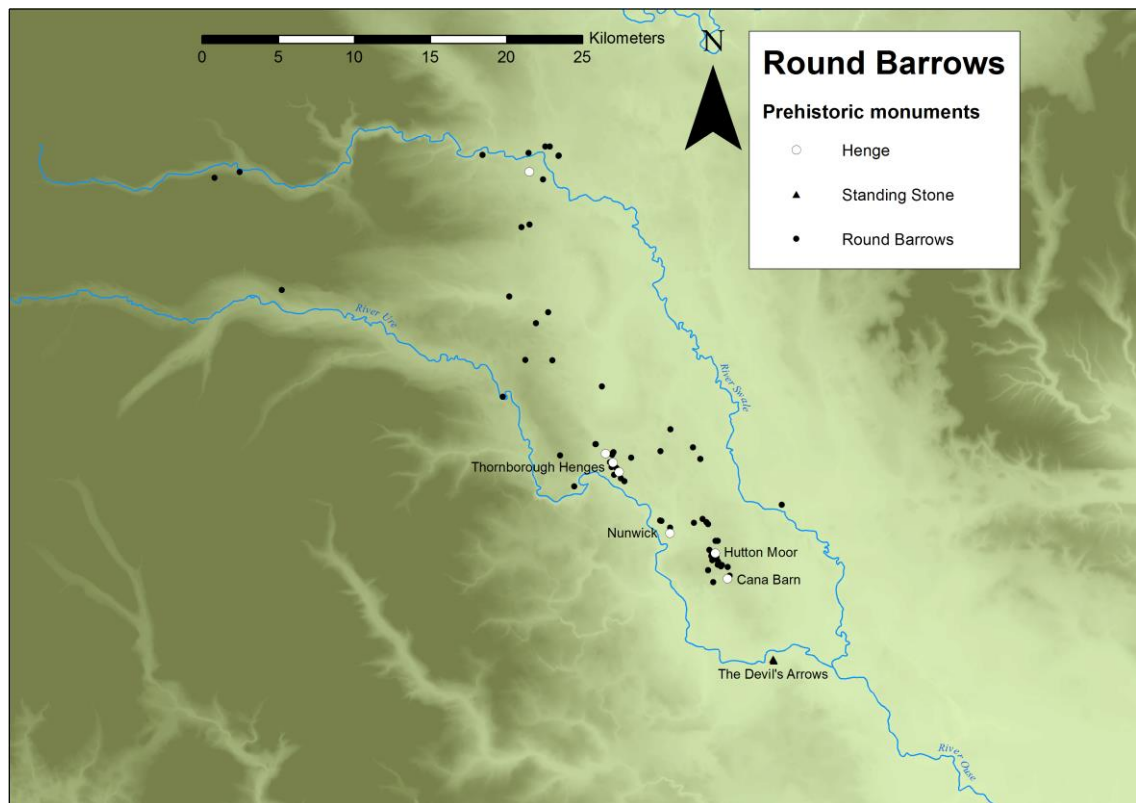 Kilometers
0 5 10 15 20 25
N
Round Barrows
Prehistoric monuments
Henge
Standing Stone
Round Barrows
River Ure
River Swale
Thornborough Henges
Nunwick
Hutton Moor
Cana Barn
The Devil's Arrows
River Ouse